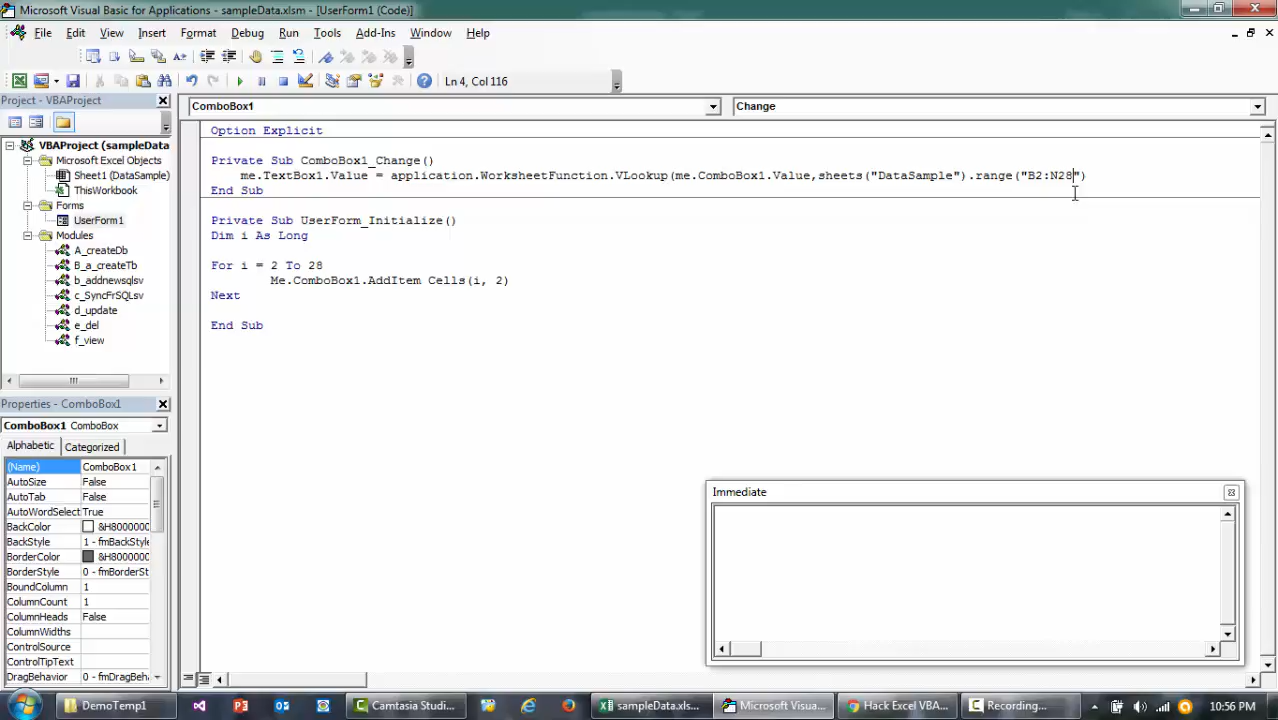 Microsoft Visual Basic for Applications - sampleData.xlsm - [UserForm1 (Code)]
File Edit View Insert Format Debug Run Tools Add-Ins Window Help
Ln 4, Col 116
Project - VBAProject
VBAProject (sampleData
Microsoft Excel Objects
Sheet1 (DataSample)
ThisWorkbook
Forms
UserForm1
Modules
A_createDb
B_a_createTb
b_addnewsqlsv
c_SyncFrSQLsv
d_update
e_del
f_view
Properties - ComboBox1
ComboBox1 ComboBox
Alphabetic Categorized
(Name) ComboBox1
AutoSize False
AutoTab False
AutoWordSelect True
BackColor &H8000000
BackStyle 1 - fmBackStyle
BorderColor &H8000000
BorderStyle 0 - fmBorderSt
BoundColumn 1
ColumnCount 1
ColumnHeads False
ColumnWidths
ControlSource
ControlTipText
DragBehavior 0 - fmDragBeh
ComboBox1 Change
Option Explicit
Private Sub ComboBox1_Change()
me.TextBox1.Value = application.WorksheetFunction.VLookup(me.ComboBox1.Value,sheets("DataSample").range("B2:N28")
End Sub
Private Sub UserForm_Initialize()
Dim i As Long
For i = 2 To 28
Me.ComboBox1.AddItem Cells(i, 2)
Next
End Sub
Immediate
DemoTemp1
Camtasia Studi...
sampleData.xls...
Microsoft Visua...
Hack Excel VBA...
Recording...
10:56 PM